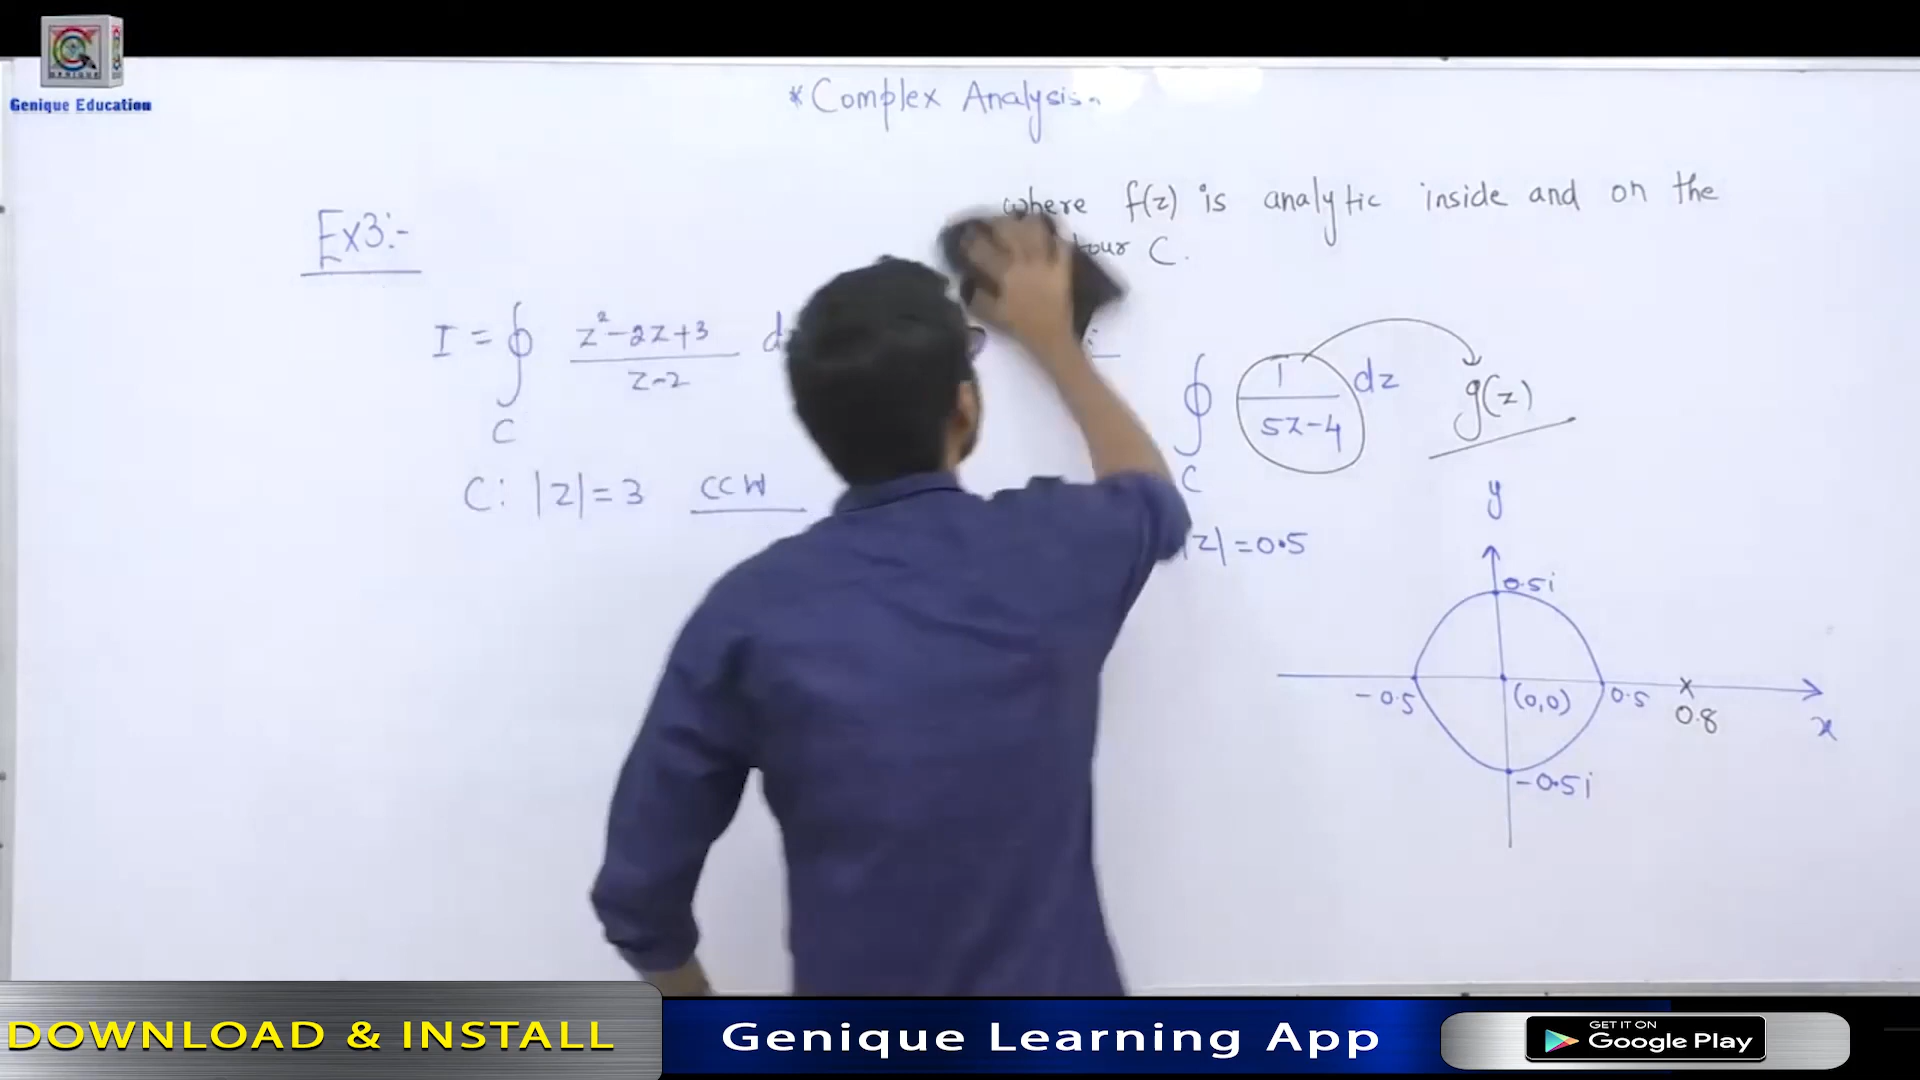 GENIQUE
Genique Education
*Complex Analysis.
where f(z) is analytic inside and on the
tour C.
Ex3:-
I = ∮ z²-2z+3 d
z-2
C
C: |z|=3 CCW
∮ 1 dz g(z)
5z-4
C
|z|=0.5
y
0.5i
-0.5 (0,0) 0.5 0.8 x
-0.5i
DOWNLOAD & INSTALL
Genique Learning App
GET IT ON
Google Play